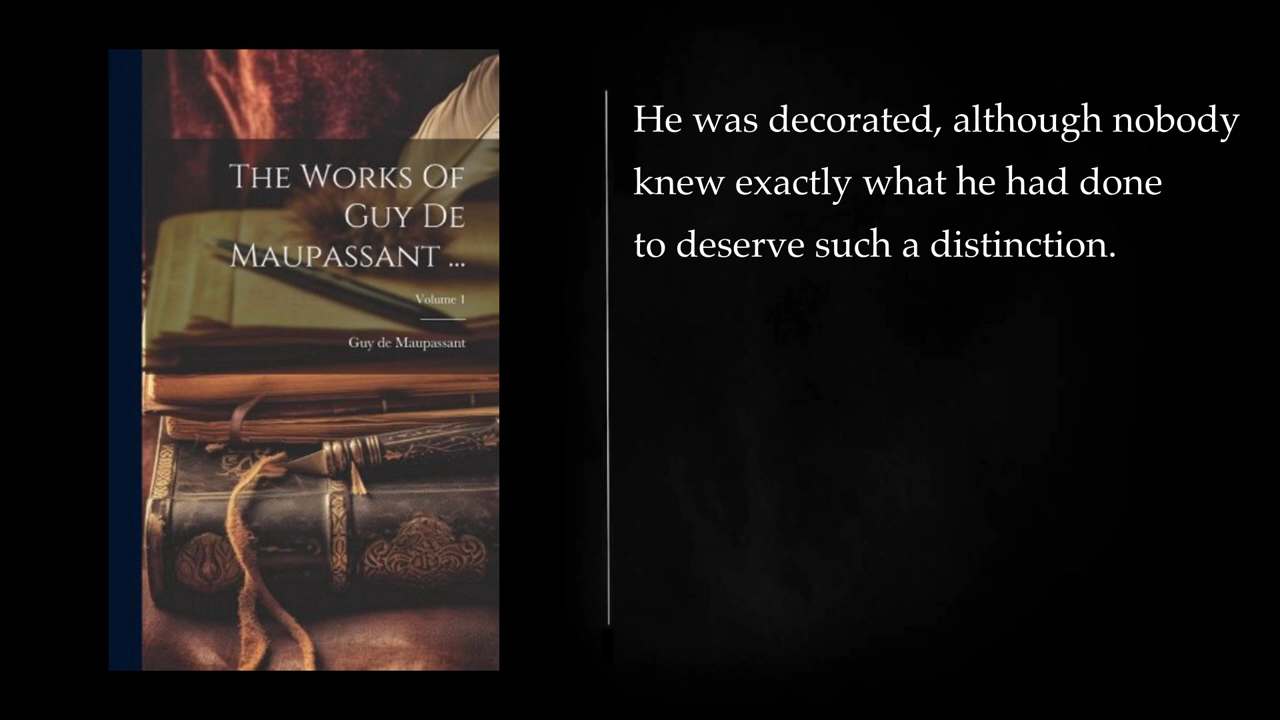 The Works Of
Guy De
Maupassant ...
Volume 1
Guy de Maupassant
He was decorated, although nobody
knew exactly what he had done
to deserve such a distinction.